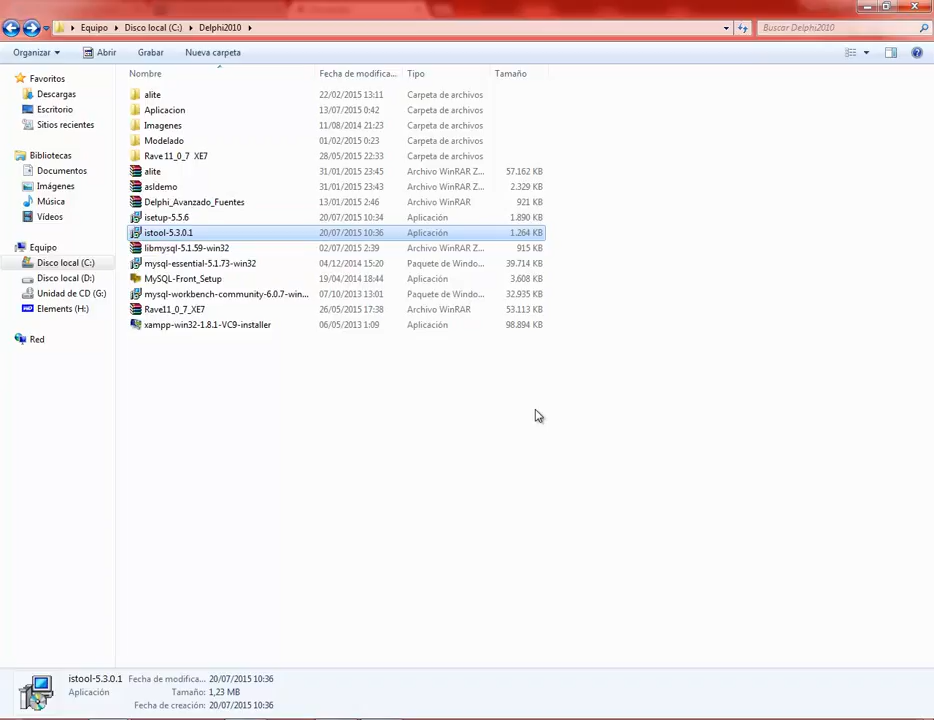 Equipo ▸ Disco local (C:) ▸ Delphi2010 ▸ Buscar Delphi2010
Organizar Abrir Grabar Nueva carpeta
Nombre Fecha de modifica... Tipo Tamaño
Favoritos
Descargas
Escritorio
Sitios recientes
Bibliotecas
Documentos
Imágenes
Música
Vídeos
Equipo
Disco local (C:)
Disco local (D:)
Unidad de CD (G:)
Elements (H:)
Red
alite 22/02/2015 13:11 Carpeta de archivos
Aplicacion 13/07/2015 0:42 Carpeta de archivos
Imagenes 11/08/2014 21:23 Carpeta de archivos
Modelado 01/02/2015 0:23 Carpeta de archivos
Rave 11_0_7 XE7 28/05/2015 22:33 Carpeta de archivos
alite 31/01/2015 23:45 Archivo WinRAR Z... 57.162 KB
asldemo 31/01/2015 23:43 Archivo WinRAR Z... 2.329 KB
Delphi_Avanzado_Fuentes 13/01/2015 2:46 Archivo WinRAR 921 KB
isetup-5.5.6 20/07/2015 10:34 Aplicación 1.890 KB
istool-5.3.0.1 20/07/2015 10:36 Aplicación 1.264 KB
libmysql-5.1.59-win32 02/07/2015 2:39 Archivo WinRAR Z... 915 KB
mysql-essential-5.1.73-win32 04/12/2014 15:20 Paquete de Windo... 39.714 KB
MySQL-Front_Setup 19/04/2014 18:44 Aplicación 3.608 KB
mysql-workbench-community-6.0.7-win... 07/10/2013 13:01 Paquete de Windo... 32.935 KB
Rave11_0_7_XE7 26/05/2015 17:38 Archivo WinRAR 53.113 KB
xampp-win32-1.8.1-VC9-installer 06/05/2013 1:09 Aplicación 98.894 KB
istool-5.3.0.1 Fecha de modifica... 20/07/2015 10:36
Aplicación Tamaño: 1,23 MB
Fecha de creación: 20/07/2015 10:36